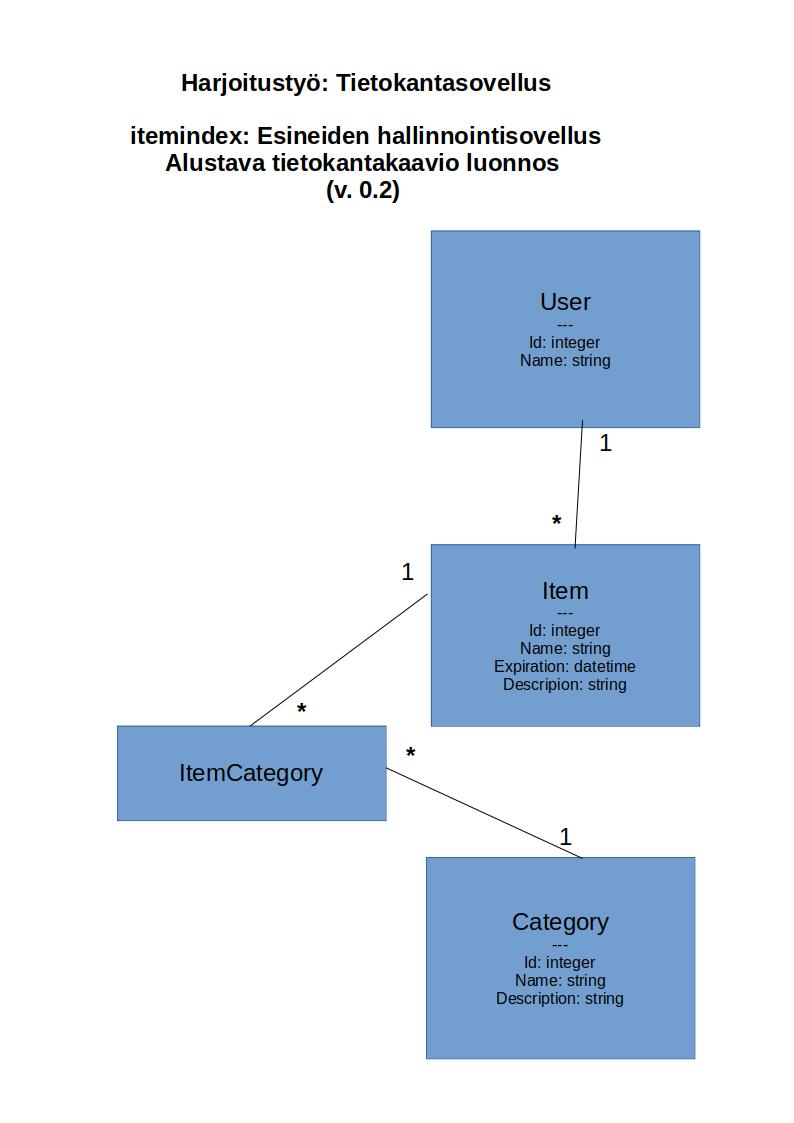 Harjoitustyö: Tietokantasovellus
itemindex: Esineiden hallinnointisovellus
Alustava tietokantakaavio luonnos
(v. 0.2)
User
---
Id: integer
Name: string
1
*
1
Item
---
Id: integer
Name: string
Expiration: datetime
Descripion: string
*
ItemCategory
*
1
Category
---
Id: integer
Name: string
Description: string